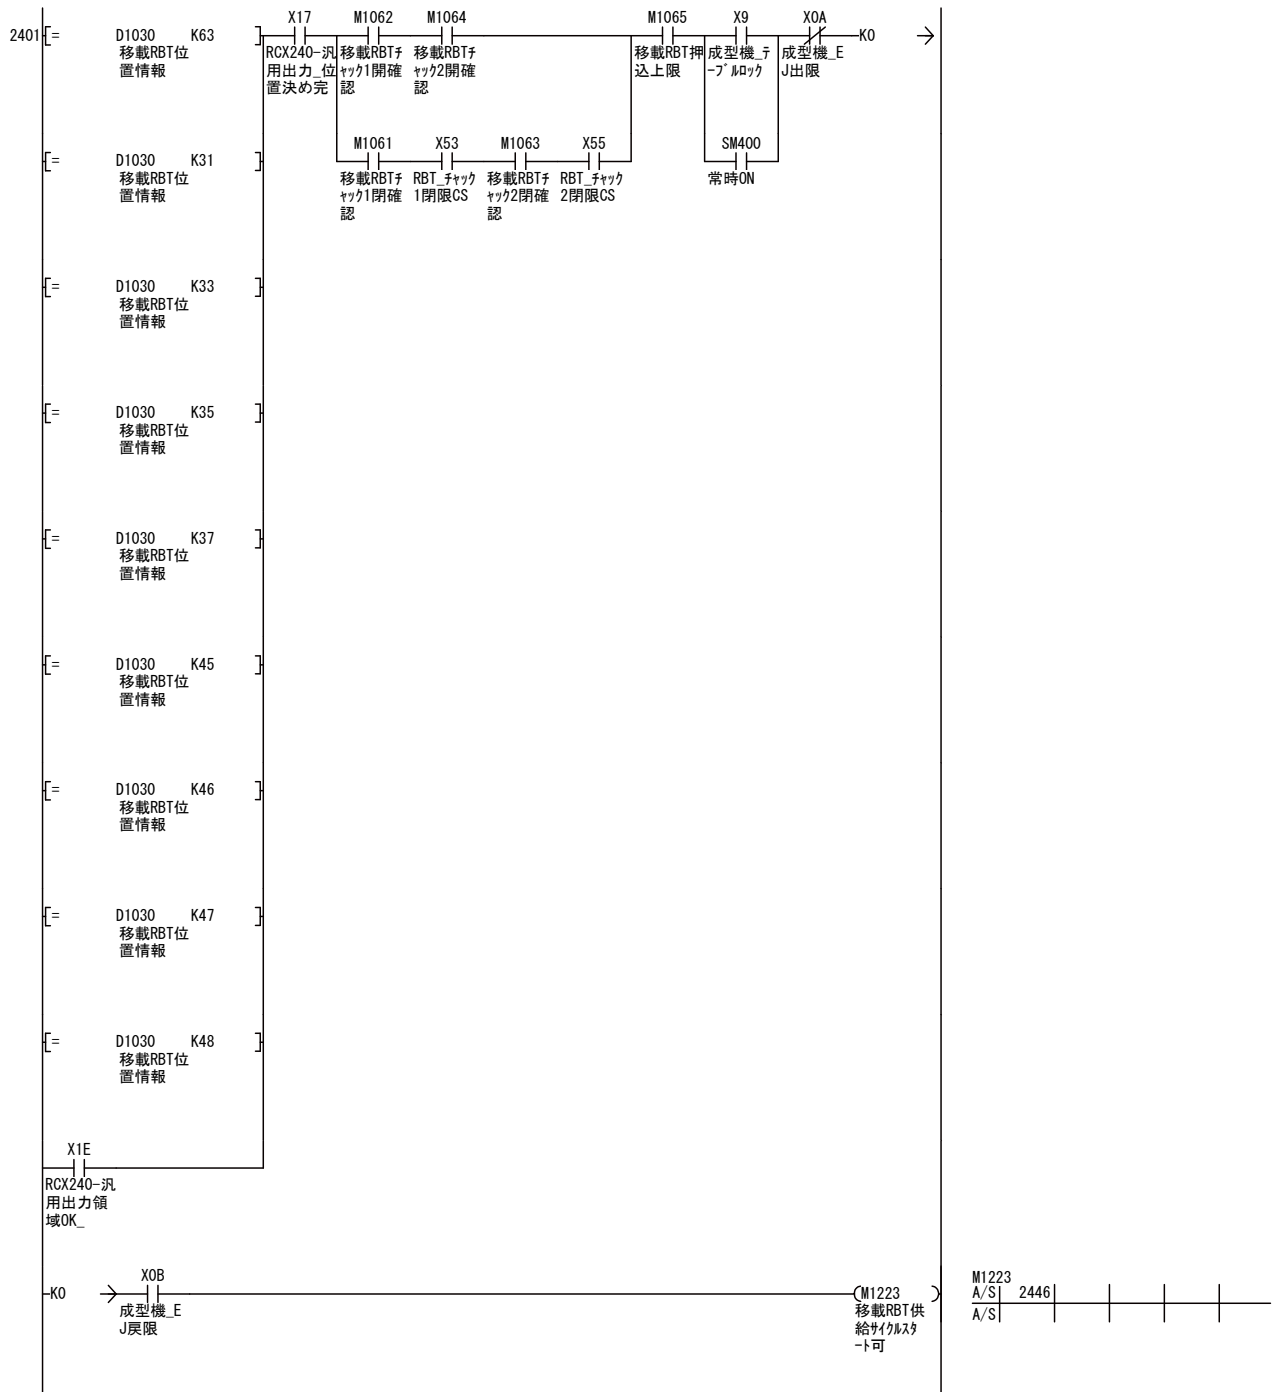 X17 M1062 M1064 M1065 X9 X0A
2401 [= D1030 K63 ] K0
移載RBT位
置情報
RCX240-汎
用出力_位
置決め完
移載RBTチ
ャック1開確
認
移載RBTチ
ャック2開確
認
移載RBT押
込上限
成型機_テ
ーブルロック
成型機_E
J出限
M1061 X53 M1063 X55 SM400
[= D1030 K31 ]
移載RBT位
置情報
移載RBTチ
ャック1閉確
認
RBT_チャック
1閉限CS
移載RBTチ
ャック2閉確
認
RBT_チャック
2閉限CS
常時ON
[= D1030 K33 ]
移載RBT位
置情報
[= D1030 K35 ]
移載RBT位
置情報
[= D1030 K37 ]
移載RBT位
置情報
[= D1030 K45 ]
移載RBT位
置情報
[= D1030 K46 ]
移載RBT位
置情報
[= D1030 K47 ]
移載RBT位
置情報
[= D1030 K48 ]
移載RBT位
置情報
X1E
RCX240-汎
用出力領
域OK_
K0 X0B
成型機_E
J戻限
(M1223 )
移載RBT供
給サイクルスタ
ート可
M1223
A/S 2446
A/S